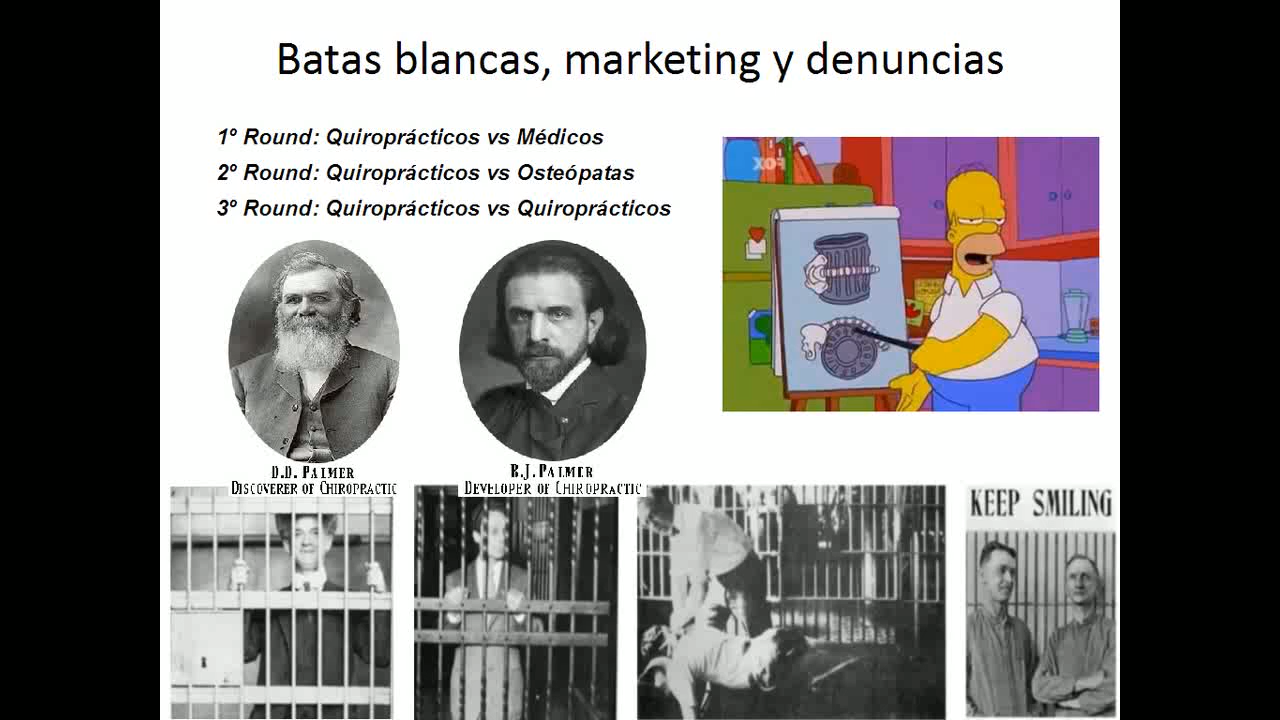 Batas blancas, marketing y denuncias
1º Round: Quiroprácticos vs Médicos
2º Round: Quiroprácticos vs Osteópatas
3º Round: Quiroprácticos vs Quiroprácticos
FOX
D.D. PALMER
DISCOVERER OF CHIROPRACTIC
B.J. PALMER
DEVELOPER OF CHIROPRACTIC
KEEP SMILING